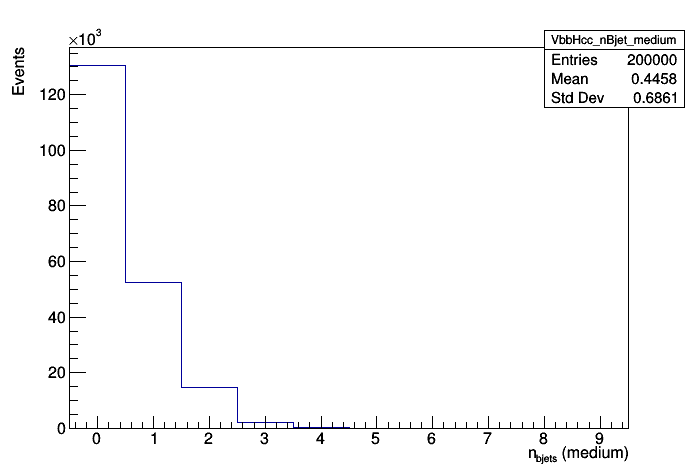 ×10³
VbbHcc_nBjet_medium
Entries 200000
Mean 0.4458
Std Dev 0.6861
Events
120
100
80
60
40
20
0
0 1 2 3 4 5 6 7 8 9
n_bjets (medium)